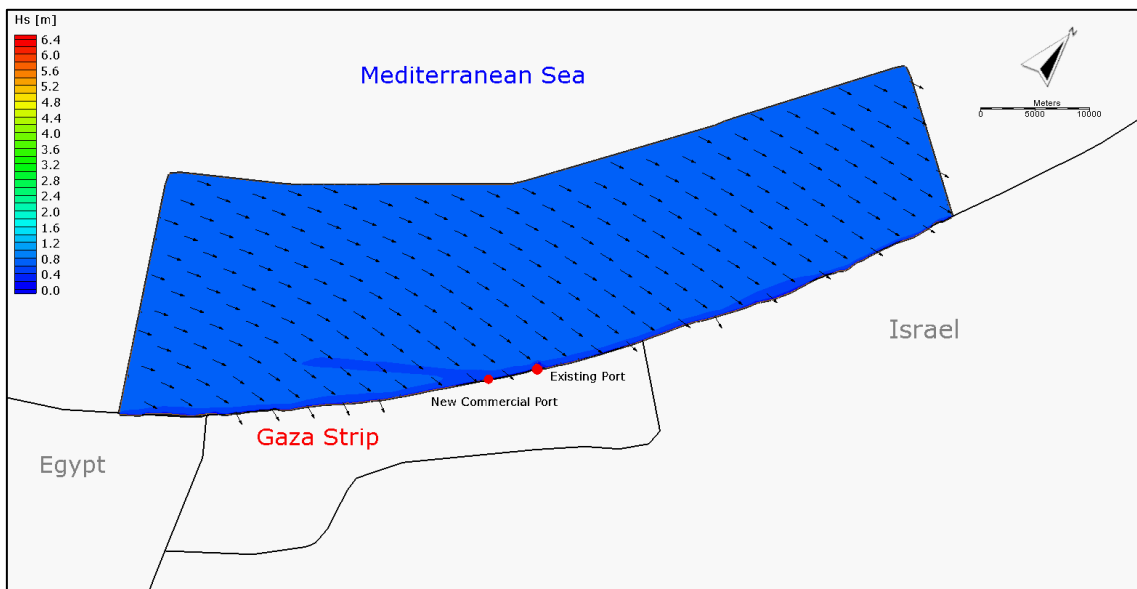 Hs [m]
6.4
6.0
5.6
5.2
4.8
4.4
4.0
3.6
3.2
2.8
2.4
2.0
1.6
1.2
0.8
0.4
0.0
Mediterranean Sea
N
Meters
0 5000 10000
Israel
Existing Port
New Commercial Port
Gaza Strip
Egypt